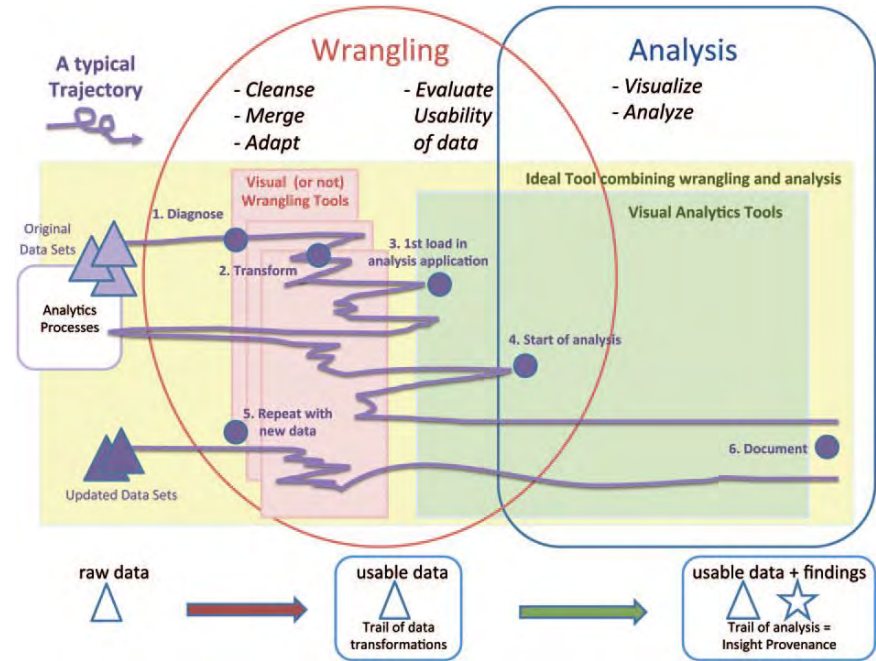 Wrangling
Analysis
A typical
Trajectory
- Cleanse
- Merge
- Adapt
- Evaluate
Usability
of data
- Visualize
- Analyze
Visual (or not)
Wrangling Tools
Ideal Tool combining wrangling and analysis
Visual Analytics Tools
Original
Data Sets
1. Diagnose
2. Transform
3. 1st load in
analysis application
Analytics
Processes
4. Start of analysis
5. Repeat with
new data
6. Document
Updated Data Sets
raw data
usable data
Trail of data
transformations
usable data + findings
Trail of analysis =
Insight Provenance